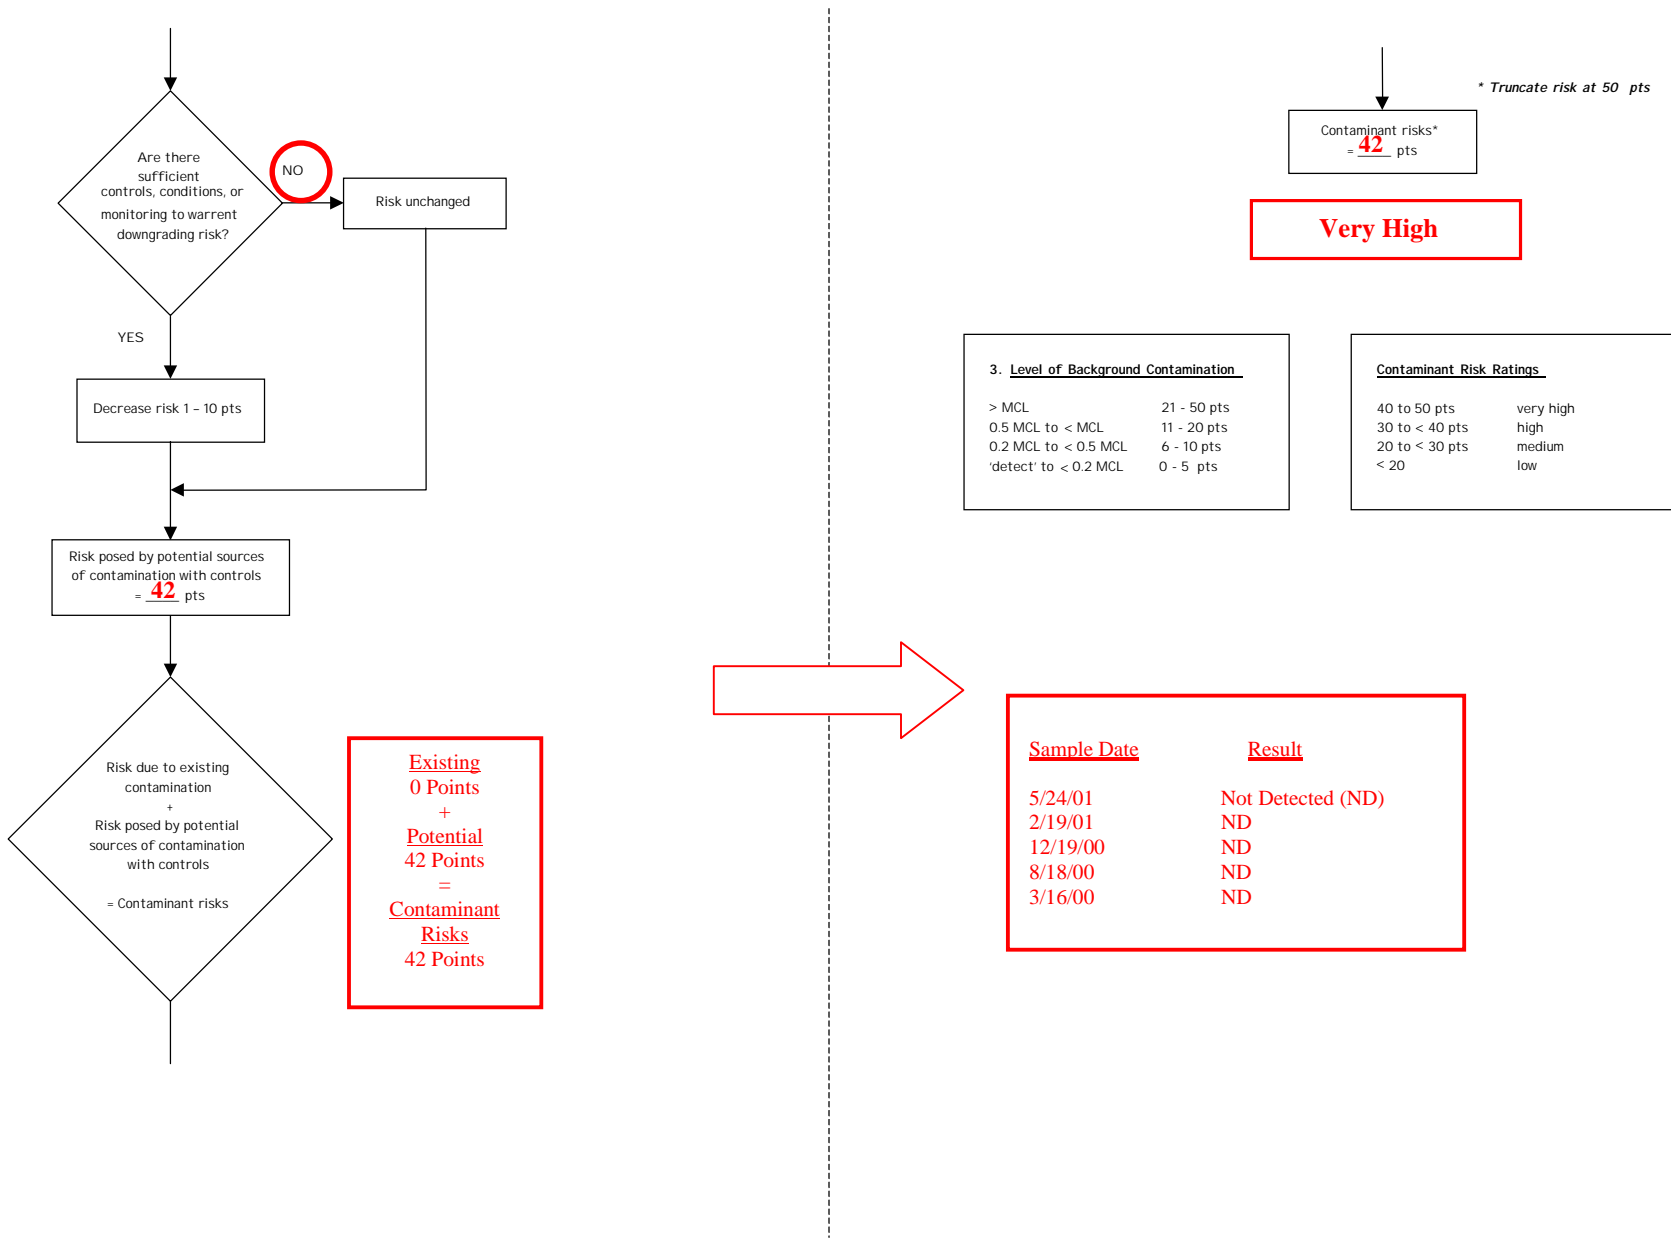 Are there
sufficient
controls, conditions, or
monitoring to warrent
downgrading risk?
NO
Risk unchanged
YES
Decrease risk 1 – 10 pts
Risk posed by potential sources
of contamination with controls
= 42 pts
Risk due to existing
contamination
+
Risk posed by potential
sources of contamination
with controls
= Contaminant risks
Existing
0 Points
+
Potential
42 Points
=
Contaminant
Risks
42 Points
* Truncate risk at 50 pts
Contaminant risks*
= 42 pts
Very High
3. Level of Background Contamination
> MCL 21 - 50 pts
0.5 MCL to < MCL 11 - 20 pts
0.2 MCL to < 0.5 MCL 6 - 10 pts
‘detect’ to < 0.2 MCL 0 - 5 pts
Contaminant Risk Ratings
40 to 50 pts very high
30 to < 40 pts high
20 to < 30 pts medium
< 20 low
Sample Date Result
5/24/01 Not Detected (ND)
2/19/01 ND
12/19/00 ND
8/18/00 ND
3/16/00 ND